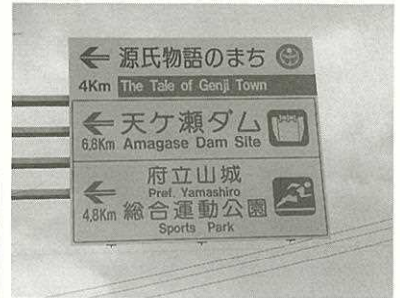 ← 源氏物語のまち
4Km The Tale of Genji Town
← 天ケ瀬ダム
6,8Km Amagase Dam Site
← 府立山城
Pref. Yamashiro
4,8Km 総合運動公園
Sports Park